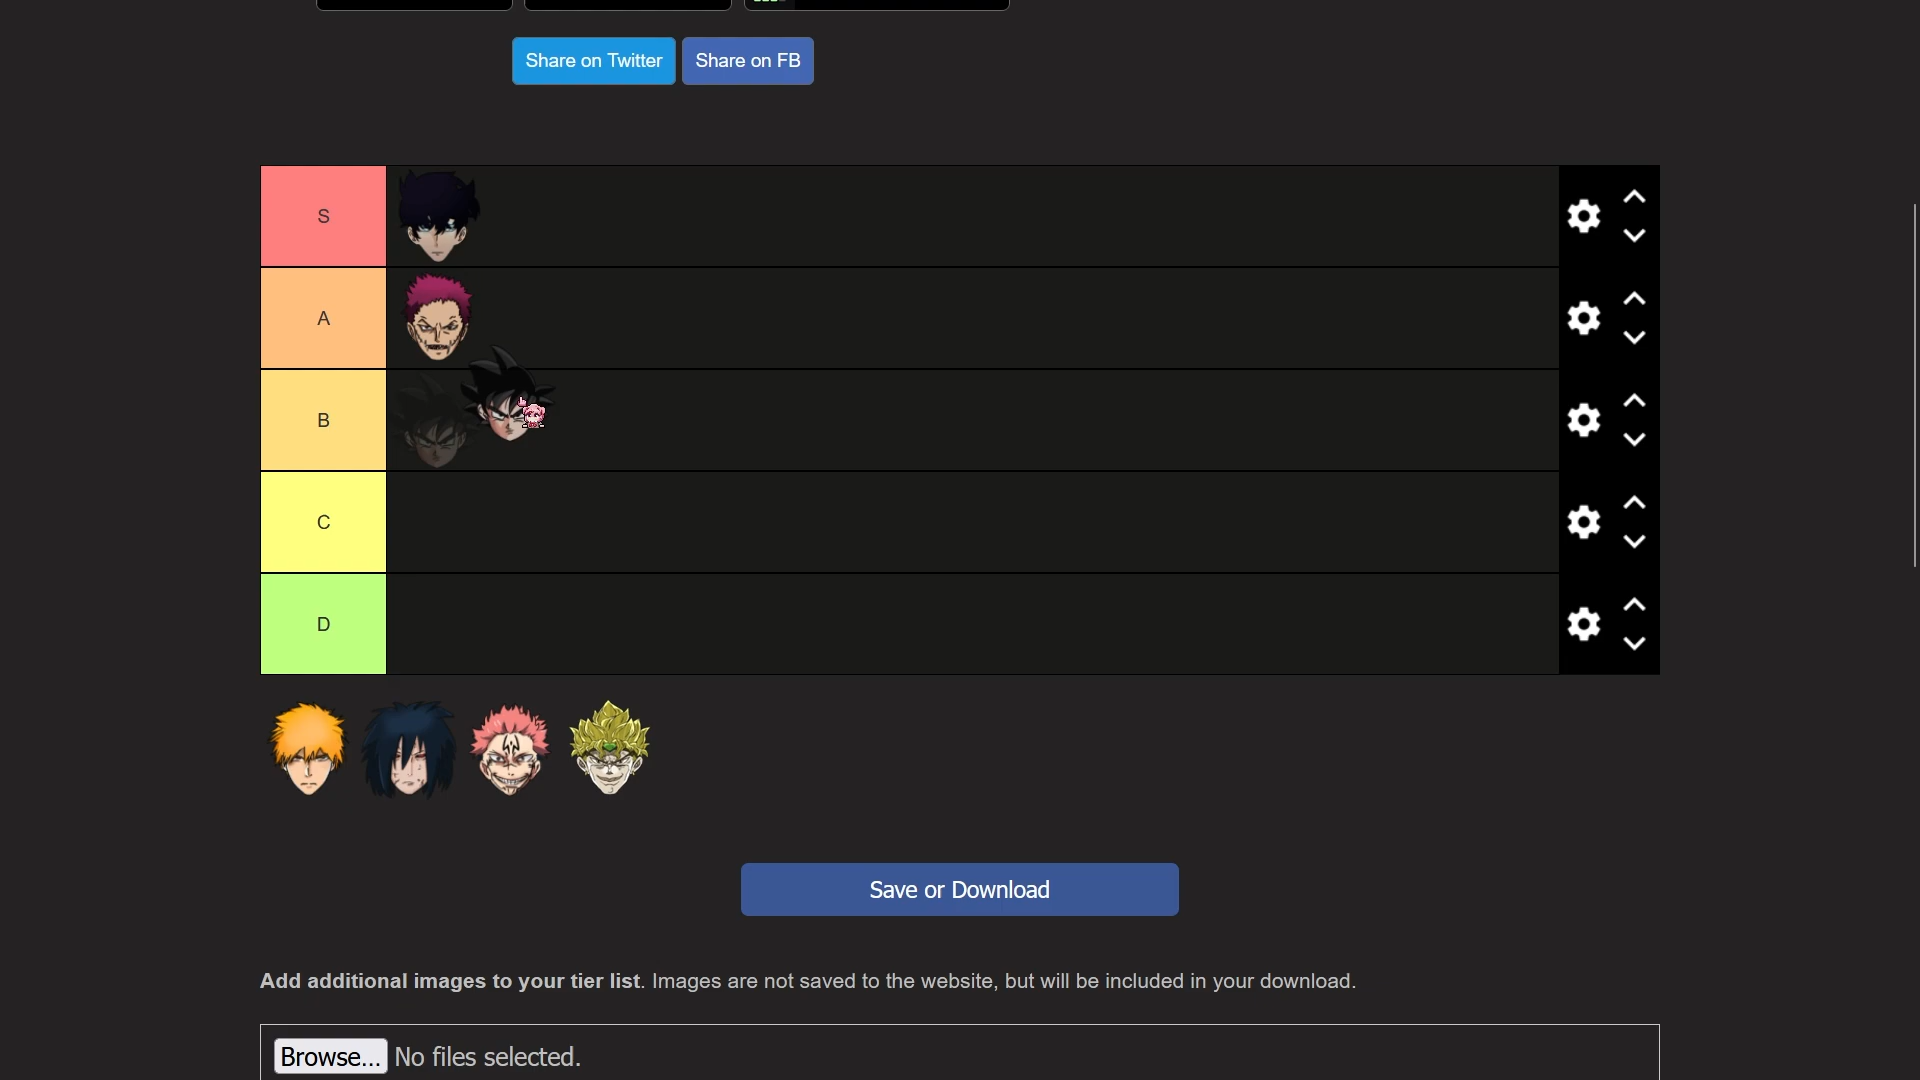 Share on Twitter Share on FB
S
A
B
C
D
Save or Download
Add additional images to your tier list. Images are not saved to the website, but will be included in your download.
Browse... No files selected.